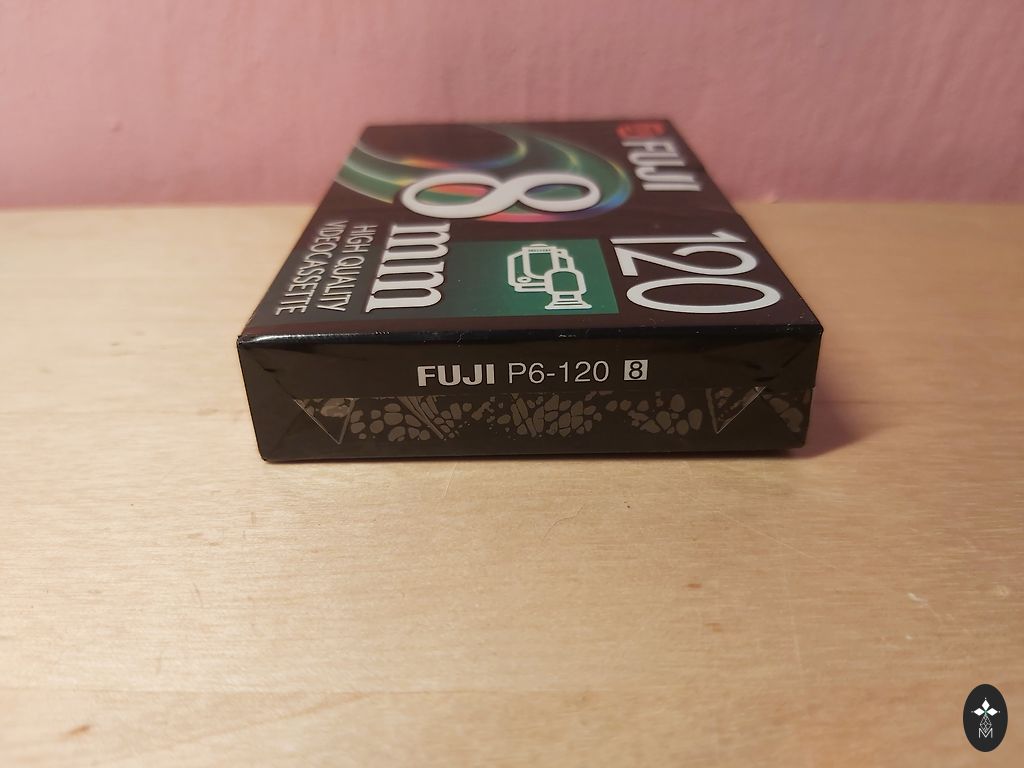 FUJI
120
8
mm
HIGH QUALITY
VIDEOCASSETTE
FUJI P6-120 8
M